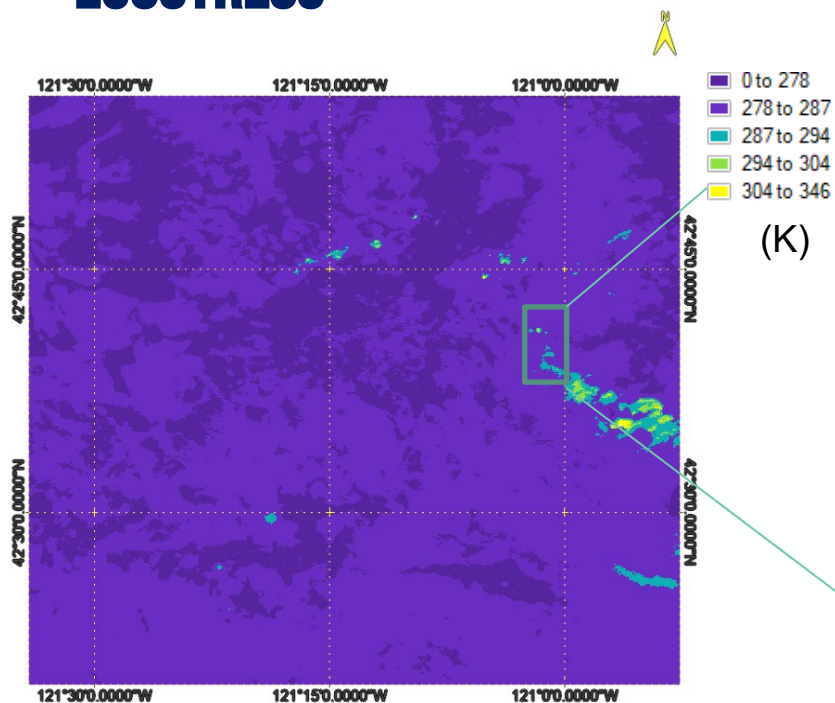 ECOSTRESS
N
121°30'0.0000"W 121°15'0.0000"W 121°0'0.0000"W
0 to 278
278 to 287
287 to 294
294 to 304
304 to 346
(K)
42°45'0.0000"N 42°45'0.0000"N
42°30'0.0000"N 42°30'0.0000"N
121°30'0.0000"W 121°15'0.0000"W 121°0'0.0000"W